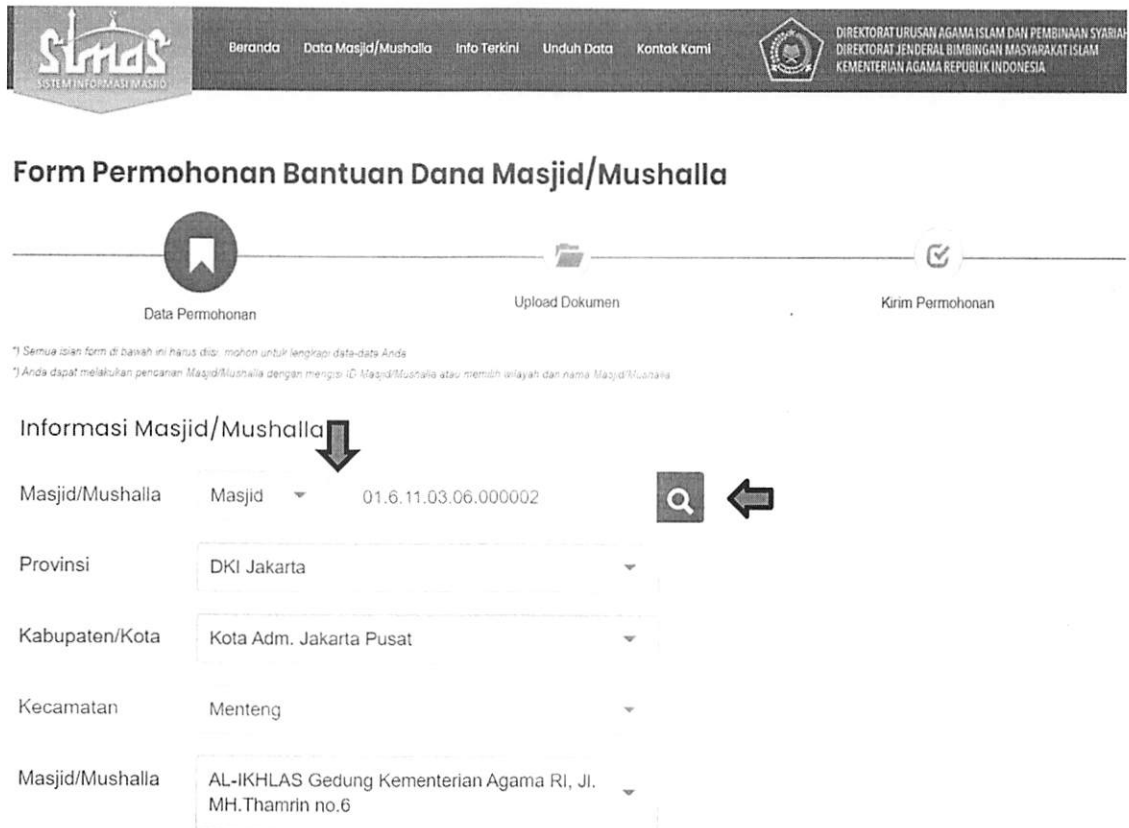 Simas
SISTEM INFORMASI MASJID
Beranda Data Masjid/Mushalla Info Terkini Unduh Data Kontak Kami
DIREKTORAT URUSAN AGAMA ISLAM DAN PEMBINAAN SYARIAH
DIREKTORAT JENDERAL BIMBINGAN MASYARAKAT ISLAM
KEMENTERIAN AGAMA REPUBLIK INDONESIA
Form Permohonan Bantuan Dana Masjid/Mushalla
Data Permohonan Upload Dokumen Kirim Permohonan
*) Semua isian form di bawah ini harus diisi, mohon untuk lengkapi data-data Anda
*) Anda dapat melakukan pencarian Masjid/Mushalla dengan mengisi ID Masjid/Mushalla atau memilih wilayah dan nama Masjid/Mushalla
Informasi Masjid/Mushalla
Masjid/Mushalla Masjid 01.6.11.03.06.000002
Provinsi DKI Jakarta
Kabupaten/Kota Kota Adm. Jakarta Pusat
Kecamatan Menteng
Masjid/Mushalla AL-IKHLAS Gedung Kementerian Agama RI, Jl.
MH.Thamrin no.6